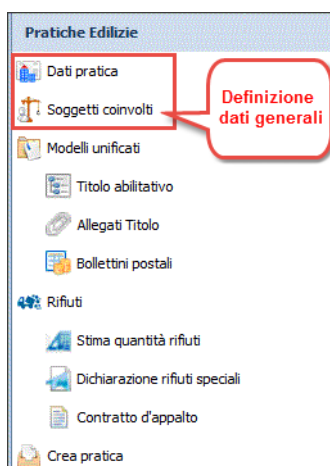 Pratiche Edilizie
Dati pratica
Soggetti coinvolti
Definizione
dati generali
Modelli unificati
Titolo abilitativo
Allegati Titolo
Bollettini postali
Rifiuti
Stima quantità rifiuti
Dichiarazione rifiuti speciali
Contratto d'appalto
Crea pratica